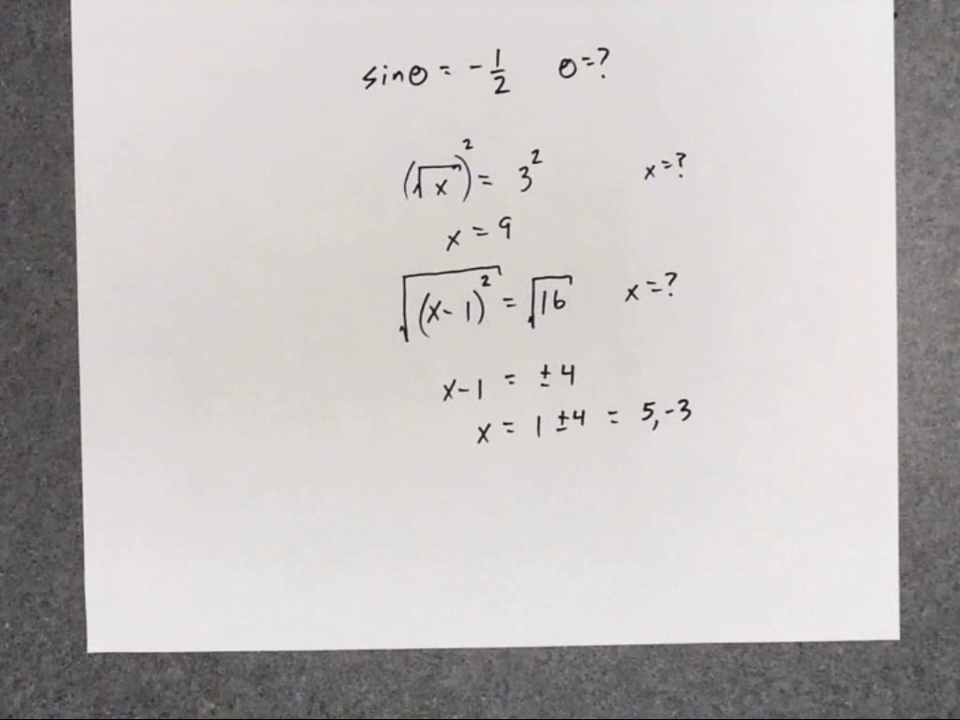 sinθ = -1/2 θ=?
(√x)² = 3² x=?
x = 9
√(x-1)² = √16 x=?
x-1 = ±4
x = 1 ±4 = 5,-3